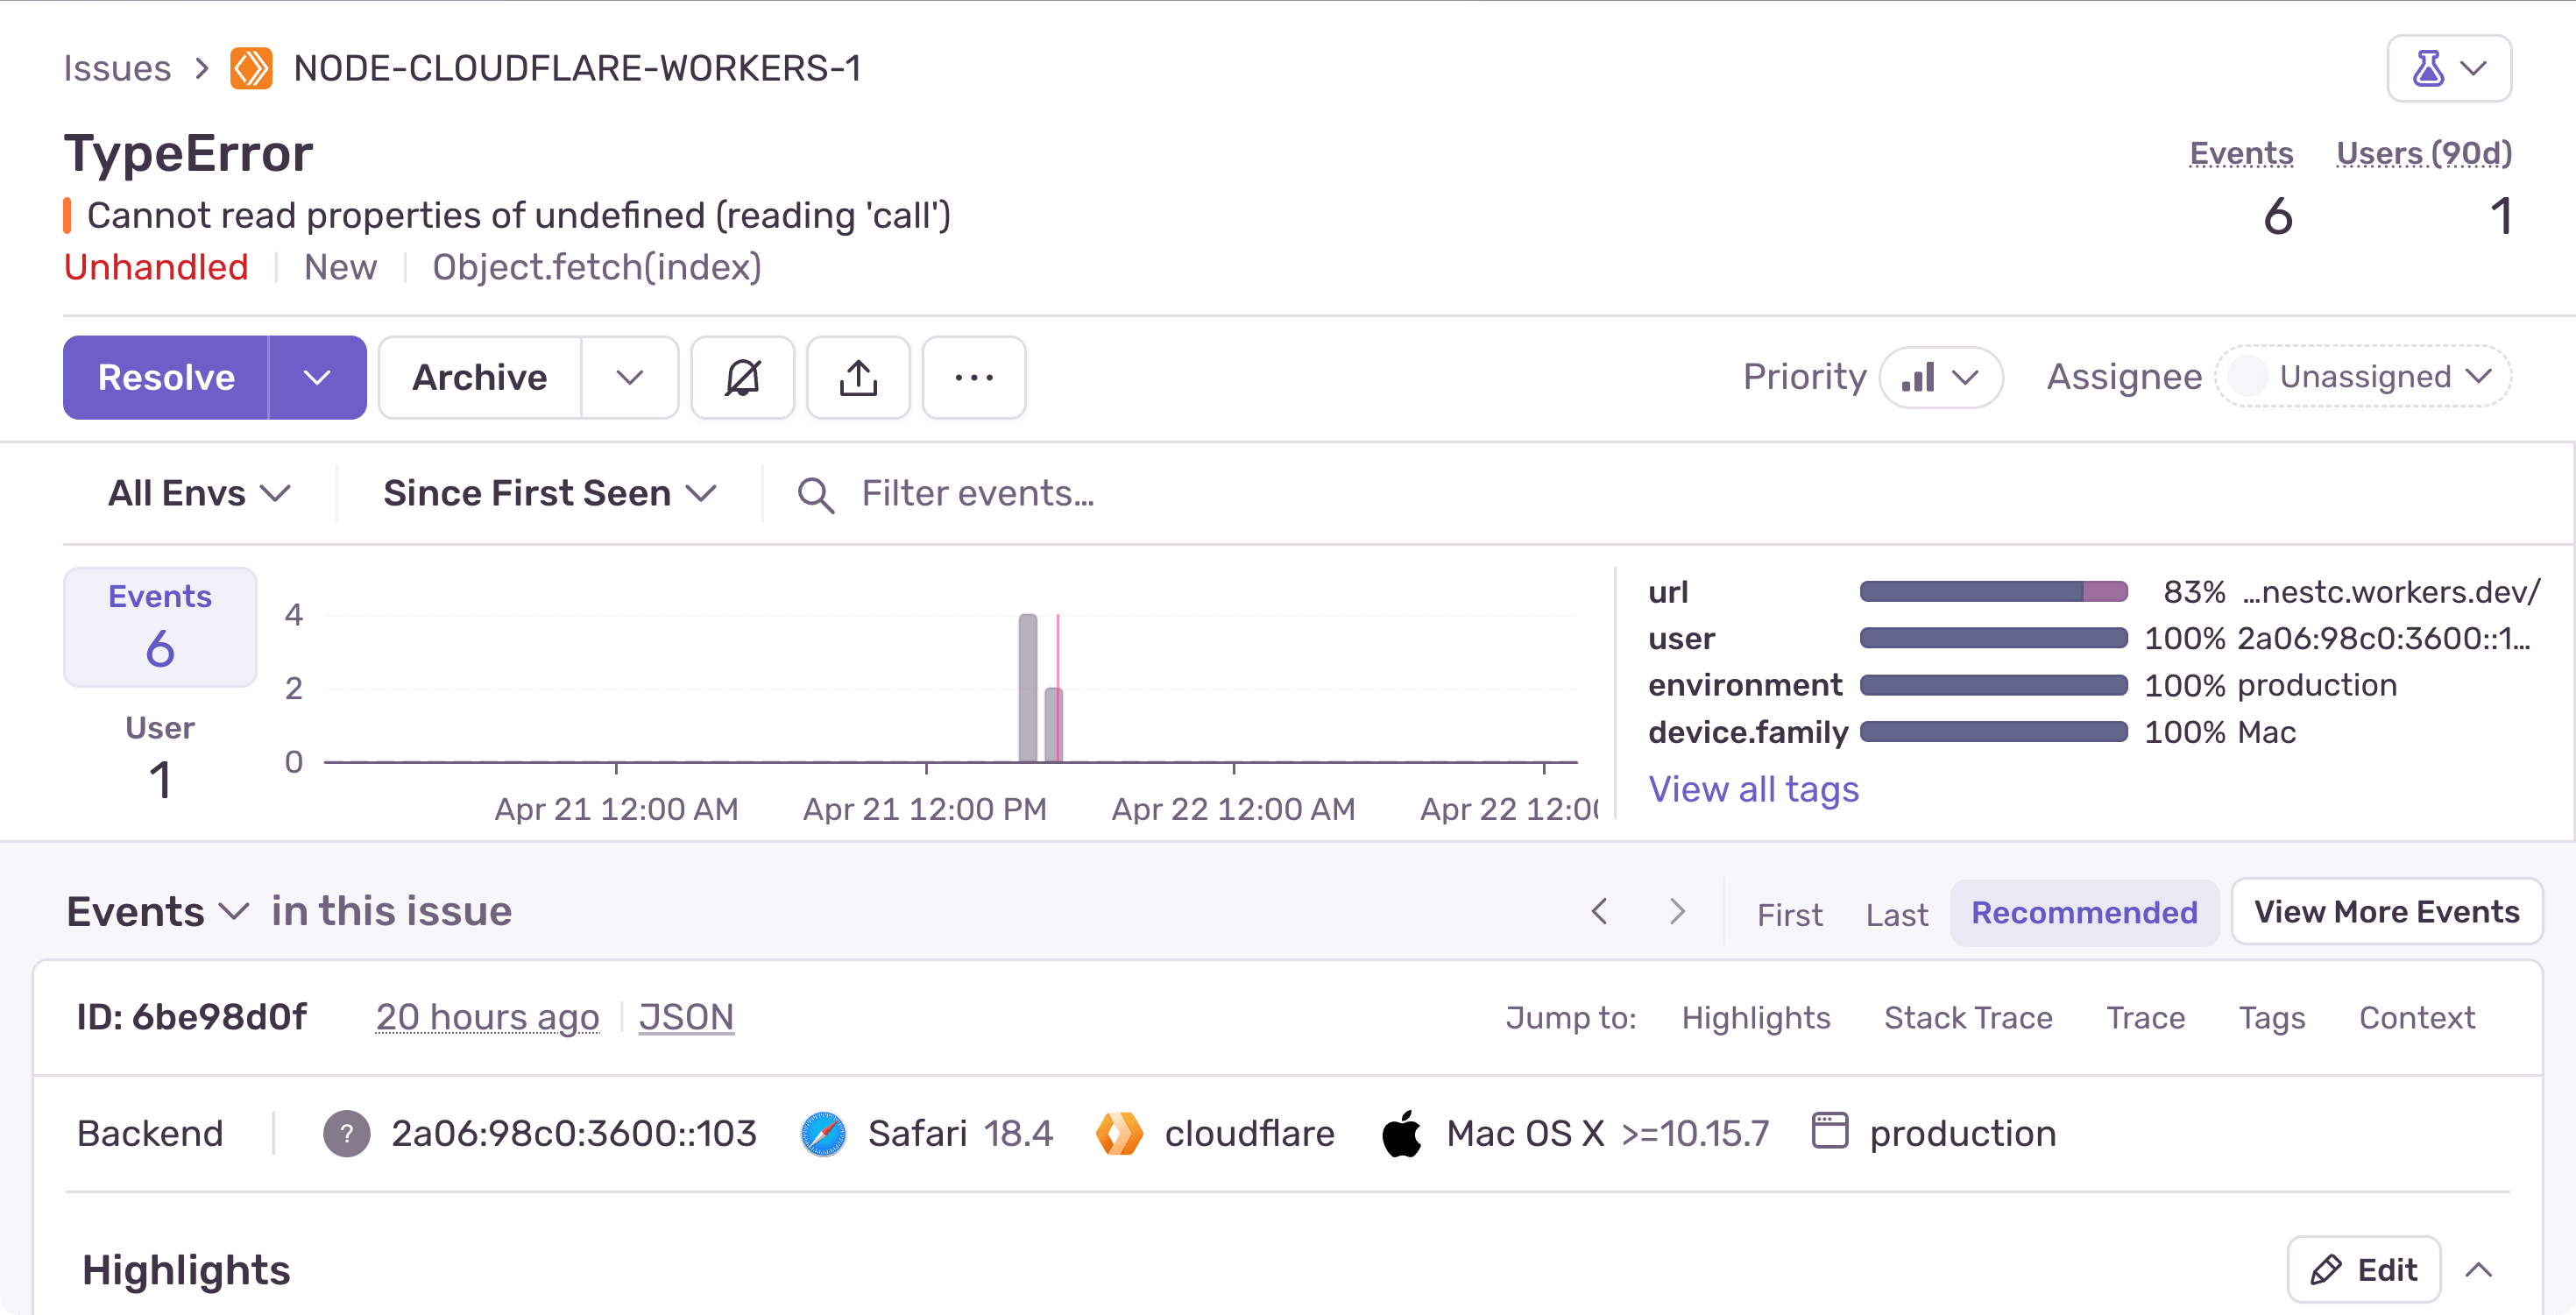 Issues > NODE-CLOUDFLARE-WORKERS-1
TypeError
Events Users (90d)
Cannot read properties of undefined (reading 'call')
6 1
Unhandled New Object.fetch(index)
Resolve Archive Priority Assignee Unassigned
All Envs Since First Seen Filter events...
Events
6
User
1
4
2
0
Apr 21 12:00 AM Apr 21 12:00 PM Apr 22 12:00 AM Apr 22 12:0
url 83% ...nestc.workers.dev/
user 100% 2a06:98c0:3600::1...
environment 100% production
device.family 100% Mac
View all tags
Events in this issue First Last Recommended View More Events
ID: 6be98d0f 20 hours ago JSON Jump to: Highlights Stack Trace Trace Tags Context
Backend ? 2a06:98c0:3600::103 Safari 18.4 cloudflare Mac OS X >=10.15.7 production
Highlights Edit